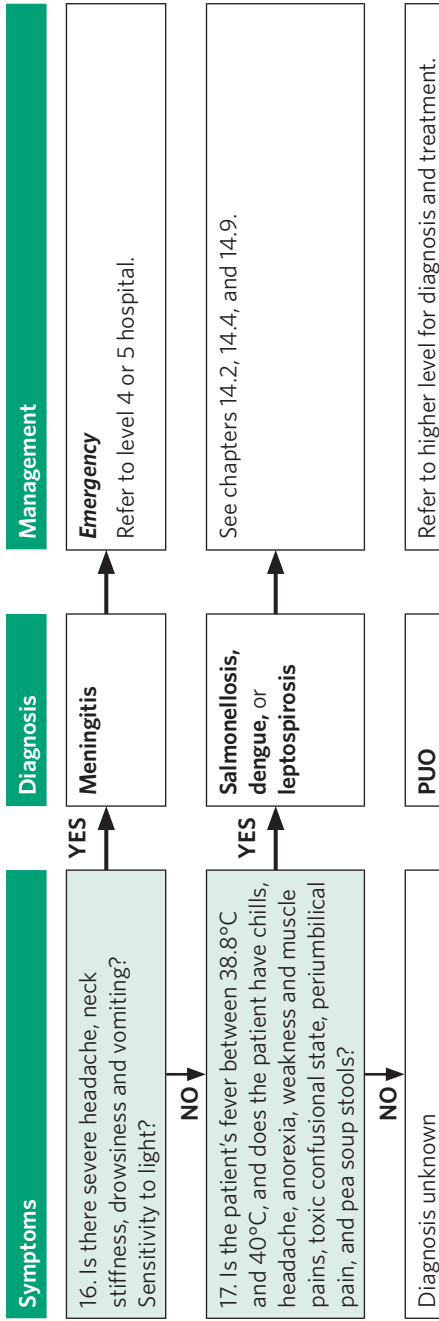 Symptoms
Diagnosis
Management
16. Is there severe headache, neck
stiffness, drowsiness and vomiting?
Sensitivity to light?
YES
Meningitis
Emergency
Refer to level 4 or 5 hospital.
NO
17. Is the patient’s fever between 38.8°C
and 40°C, and does the patient have chills,
headache, anorexia, weakness and muscle
pains, toxic confusional state, periumbilical
pain, and pea soup stools?
YES
Salmonellosis,
dengue, or
leptospirosis
See chapters 14.2, 14.4, and 14.9.
NO
Diagnosis unknown
PUO
Refer to higher level for diagnosis and treatment.